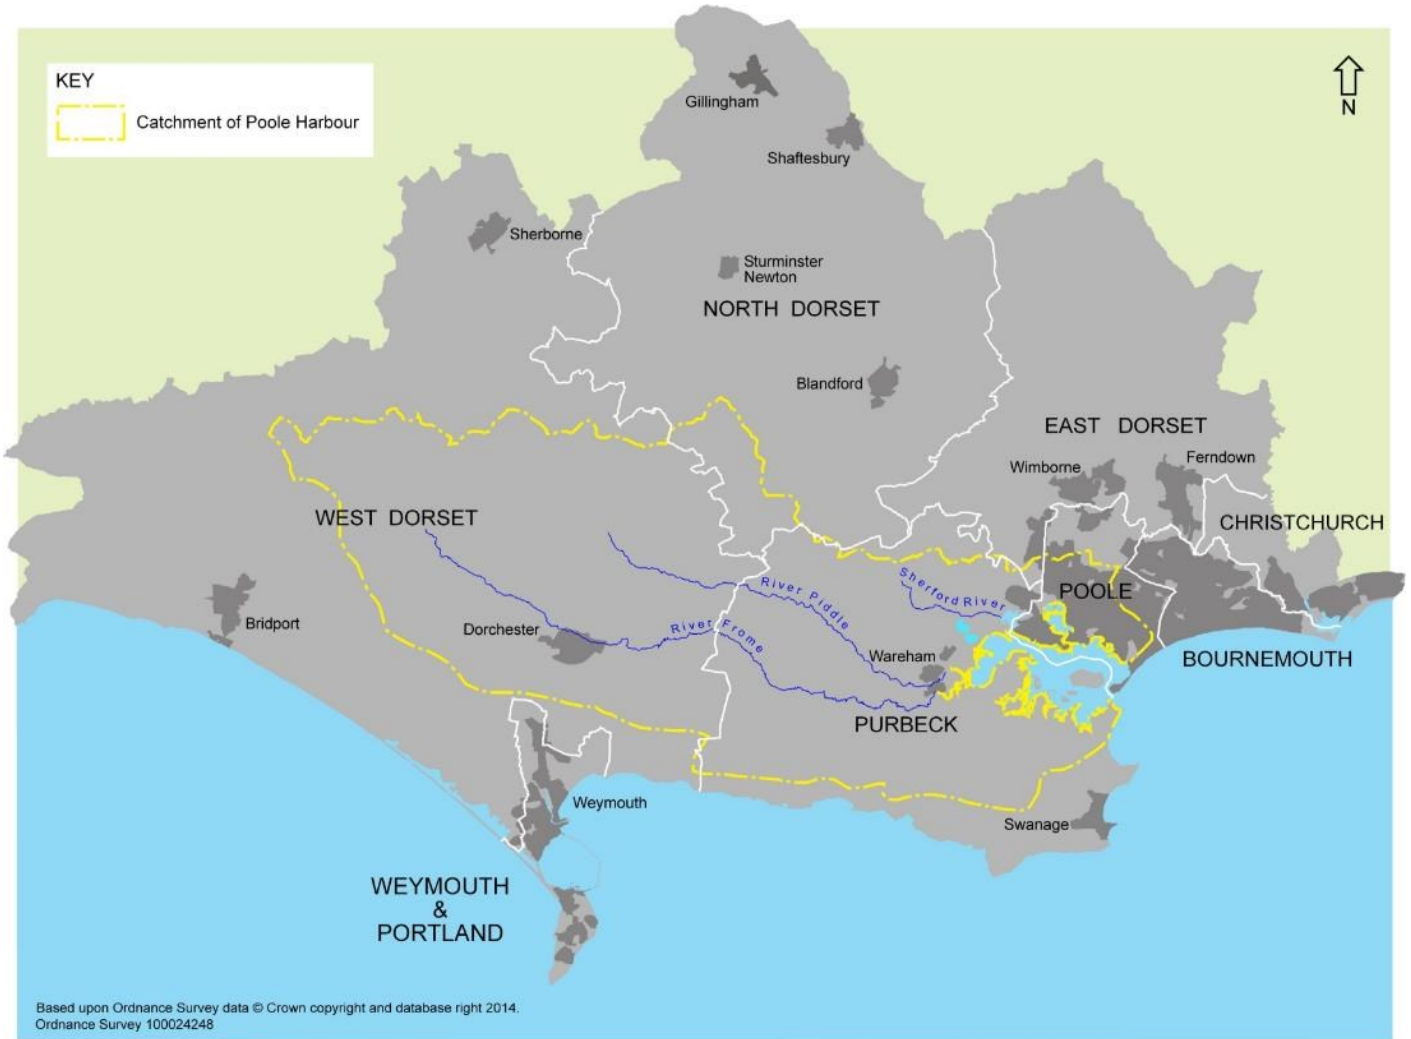 KEY
Catchment of Poole Harbour
N
Gillingham
Shaftesbury
Sherborne
Sturminster
Newton
NORTH DORSET
Blandford
EAST DORSET
Wimborne
Ferndown
CHRISTCHURCH
WEST DORSET
Sherford River
POOLE
River Piddle
Bridport
Dorchester
River Frome
Wareham
BOURNEMOUTH
PURBECK
Weymouth
Swanage
WEYMOUTH
&
PORTLAND
Based upon Ordnance Survey data © Crown copyright and database right 2014.
Ordnance Survey 100024248